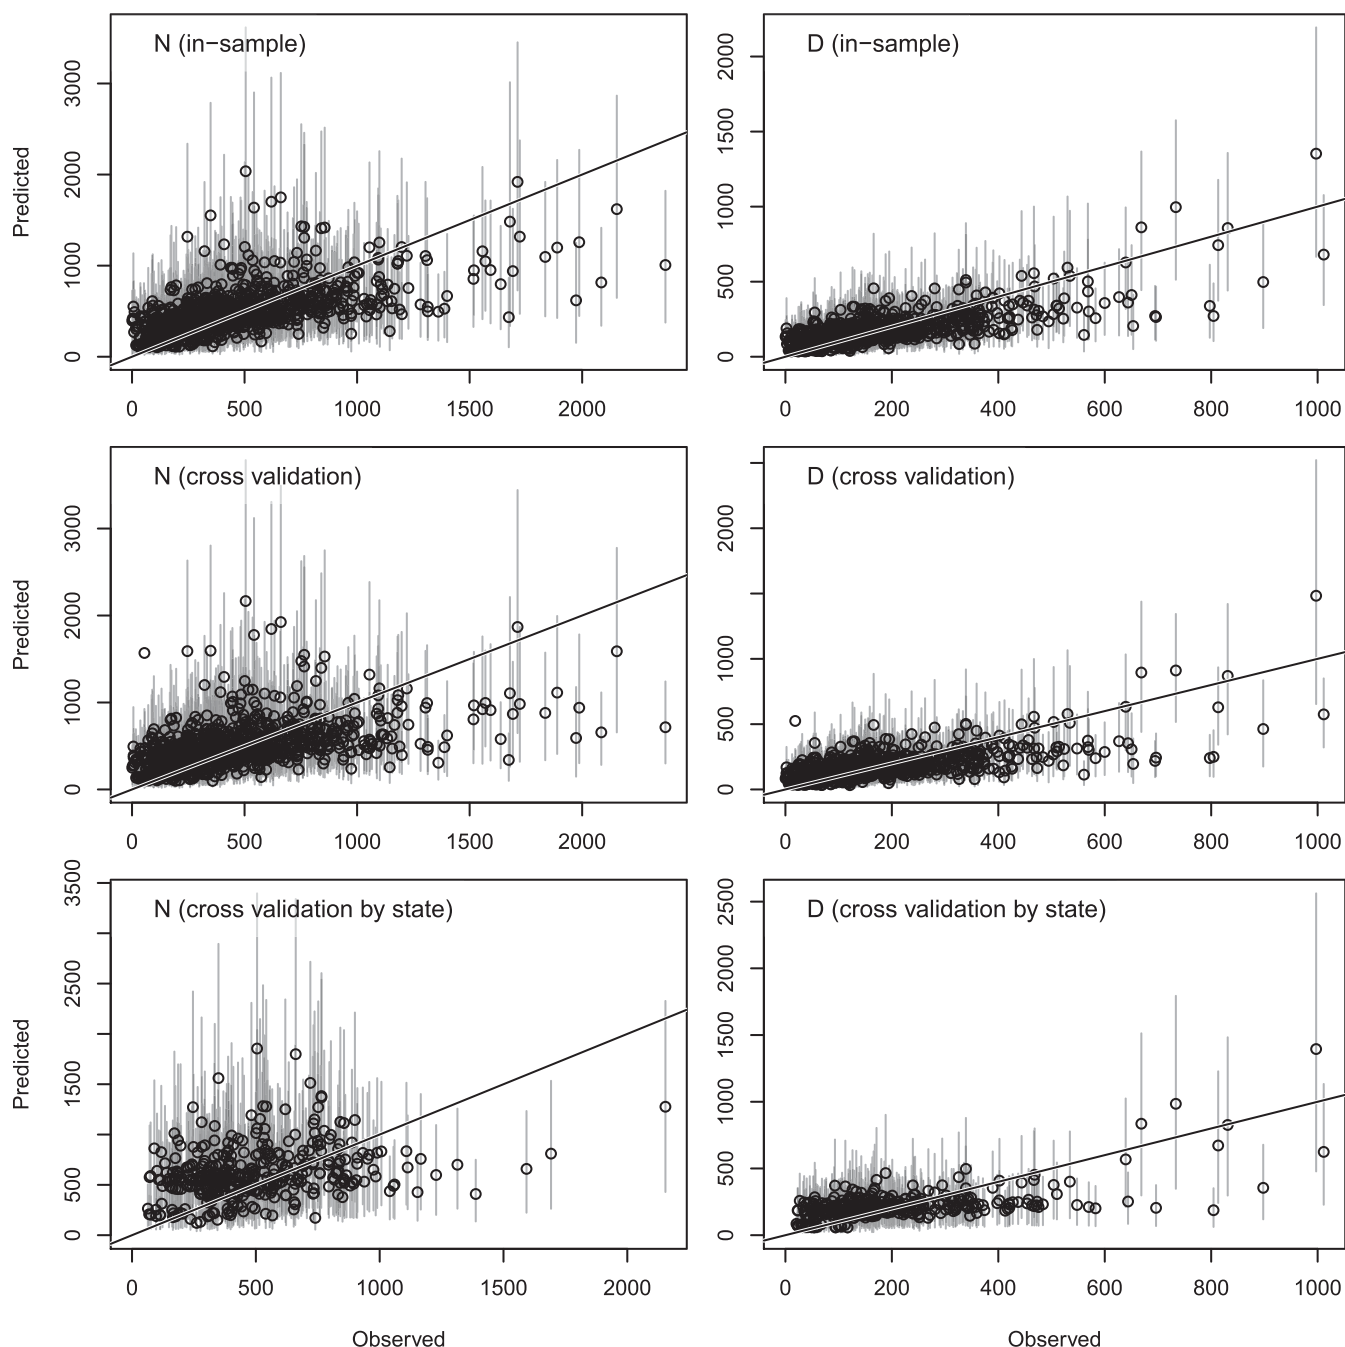 N (in−sample)
Predicted
0 1000 2000 3000
0 500 1000 1500 2000
D (in−sample)
0 500 1000 1500 2000
0 200 400 600 800 1000
N (cross validation)
Predicted
0 1000 2000 3000
0 500 1000 1500 2000
D (cross validation)
0 500 1000 2000
0 200 400 600 800 1000
N (cross validation by state)
Predicted
0 500 1500 2500 3500
0 500 1000 1500 2000
Observed
D (cross validation by state)
0 500 1000 1500 2000 2500
0 200 400 600 800 1000
Observed